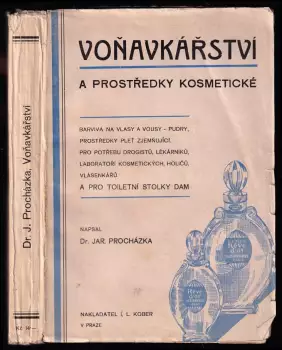 VOŇAVKÁŘSTVÍ
A PROSTŘEDKY KOSMETICKÉ
BARVIVA NA VLASY A VOUSY - PUDRY,
PROSTŘEDKY PLEŤ ZJEMŇUJÍCÍ
PRO POTŘEBU DROGISTŮ, LÉKÁRNÍKŮ,
LABORATOŘÍ KOSMETICKÝCH, HOLIČŮ,
VLÁSENKÁŘŮ
A PRO TOILETNÍ STOLKY DAM
NAPSAL
Dr. JAR. PROCHÁZKA
NAKLADATEL I. L. KOBER
V PRAZE
Dr. J. Procházka, Voňavkářství